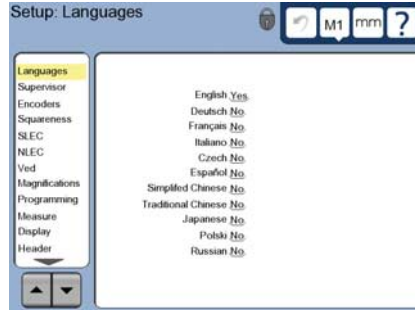 Setup: Languages
M1 mm ?
Languages
Supervisor
Encoders
Squareness
SLEC
NLEC
Ved
Magnifications
Programming
Measure
Display
Header
English Yes
Deutsch No
Français No
Italiano No
Czech No
Español No
Simplifed Chinese No
Traditional Chinese No
Japanese No
Polski No
Russian No